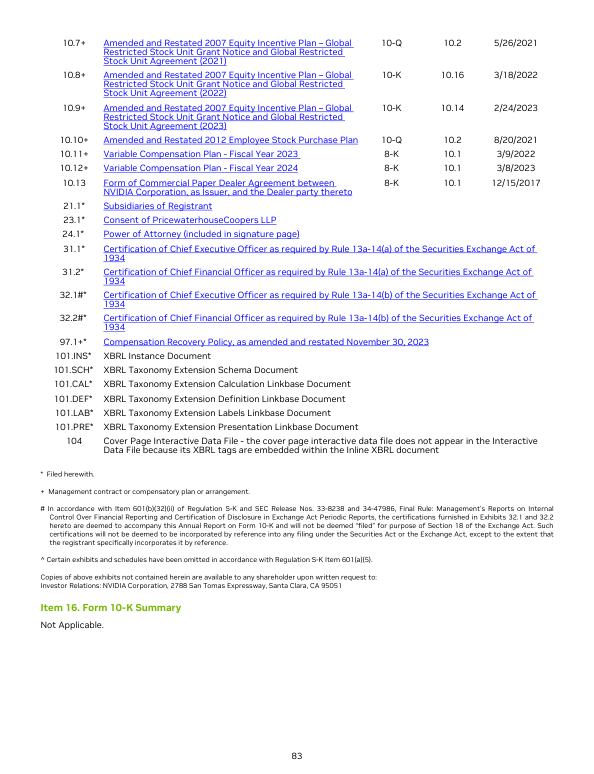 10.7+ Amended and Restated 2007 Equity Incentive Plan – Global 10-Q 10.2 5/26/2021
Restricted Stock Unit Grant Notice and Global Restricted
Stock Unit Agreement (2021)
10.8+ Amended and Restated 2007 Equity Incentive Plan – Global 10-K 10.16 3/18/2022
Restricted Stock Unit Grant Notice and Global Restricted
Stock Unit Agreement (2022)
10.9+ Amended and Restated 2007 Equity Incentive Plan – Global 10-K 10.14 2/24/2023
Restricted Stock Unit Grant Notice and Global Restricted
Stock Unit Agreement (2023)
10.10+ Amended and Restated 2012 Employee Stock Purchase Plan 10-Q 10.2 8/20/2021
10.11+ Variable Compensation Plan - Fiscal Year 2023 8-K 10.1 3/9/2022
10.12+ Variable Compensation Plan - Fiscal Year 2024 8-K 10.1 3/8/2023
10.13 Form of Commercial Paper Dealer Agreement between 8-K 10.1 12/15/2017
NVIDIA Corporation, as Issuer, and the Dealer party thereto
21.1* Subsidiaries of Registrant
23.1* Consent of PricewaterhouseCoopers LLP
24.1* Power of Attorney (included in signature page)
31.1* Certification of Chief Executive Officer as required by Rule 13a-14(a) of the Securities Exchange Act of
1934
31.2* Certification of Chief Financial Officer as required by Rule 13a-14(a) of the Securities Exchange Act of
1934
32.1#* Certification of Chief Executive Officer as required by Rule 13a-14(b) of the Securities Exchange Act of
1934
32.2#* Certification of Chief Financial Officer as required by Rule 13a-14(b) of the Securities Exchange Act of
1934
97.1+* Compensation Recovery Policy, as amended and restated November 30, 2023
101.INS* XBRL Instance Document
101.SCH* XBRL Taxonomy Extension Schema Document
101.CAL* XBRL Taxonomy Extension Calculation Linkbase Document
101.DEF* XBRL Taxonomy Extension Definition Linkbase Document
101.LAB* XBRL Taxonomy Extension Labels Linkbase Document
101.PRE* XBRL Taxonomy Extension Presentation Linkbase Document
104 Cover Page Interactive Data File - the cover page interactive data file does not appear in the Interactive
Data File because its XBRL tags are embedded within the Inline XBRL document
* Filed herewith.
+ Management contract or compensatory plan or arrangement.
# In accordance with Item 601(b)(32)(ii) of Regulation S-K and SEC Release Nos. 33-8238 and 34-47986, Final Rule: Management's Reports on Internal
Control Over Financial Reporting and Certification of Disclosure in Exchange Act Periodic Reports, the certifications furnished in Exhibits 32.1 and 32.2
hereto are deemed to accompany this Annual Report on Form 10-K and will not be deemed "filed" for purpose of Section 18 of the Exchange Act. Such
certifications will not be deemed to be incorporated by reference into any filing under the Securities Act or the Exchange Act, except to the extent that
the registrant specifically incorporates it by reference.
^ Certain exhibits and schedules have been omitted in accordance with Regulation S-K Item 601(a)(5).
Copies of above exhibits not contained herein are available to any shareholder upon written request to:
Investor Relations: NVIDIA Corporation, 2788 San Tomas Expressway, Santa Clara, CA 95051
Item 16. Form 10-K Summary
Not Applicable.
83